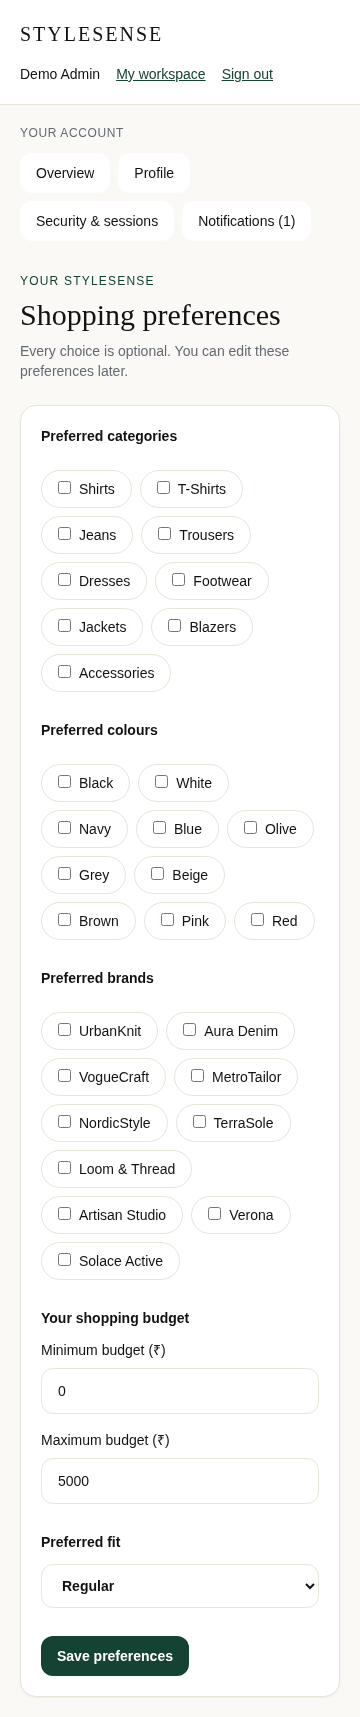 STYLESENSE
Demo Admin My workspace Sign out
YOUR ACCOUNT
Overview Profile
Security & sessions Notifications (1)
YOUR STYLESENSE
Shopping preferences
Every choice is optional. You can edit these
preferences later.
Preferred categories
Shirts T-Shirts
Jeans Trousers
Dresses Footwear
Jackets Blazers
Accessories
Preferred colours
Black White
Navy Blue Olive
Grey Beige
Brown Pink Red
Preferred brands
UrbanKnit Aura Denim
VogueCraft MetroTailor
NordicStyle TerraSole
Loom & Thread
Artisan Studio Verona
Solace Active
Your shopping budget
Minimum budget (₹)
0
Maximum budget (₹)
5000
Preferred fit
Regular
Save preferences